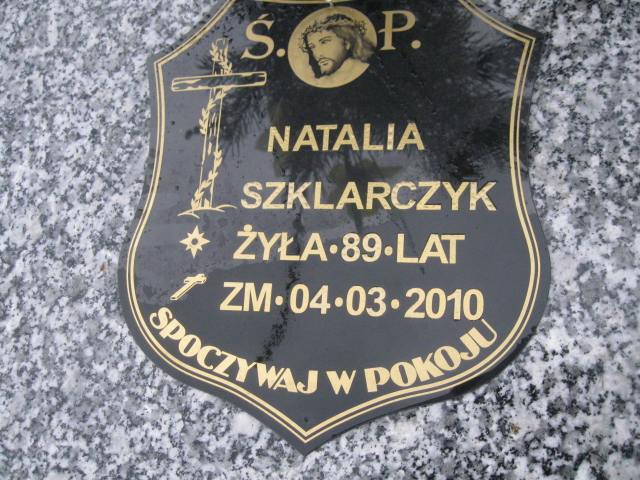 Ś. P.
NATALIA
SZKLARCZYK
ŻYŁA·89·LAT
ZM·04·03·2010
SPOCZYWAJ W POKOJU